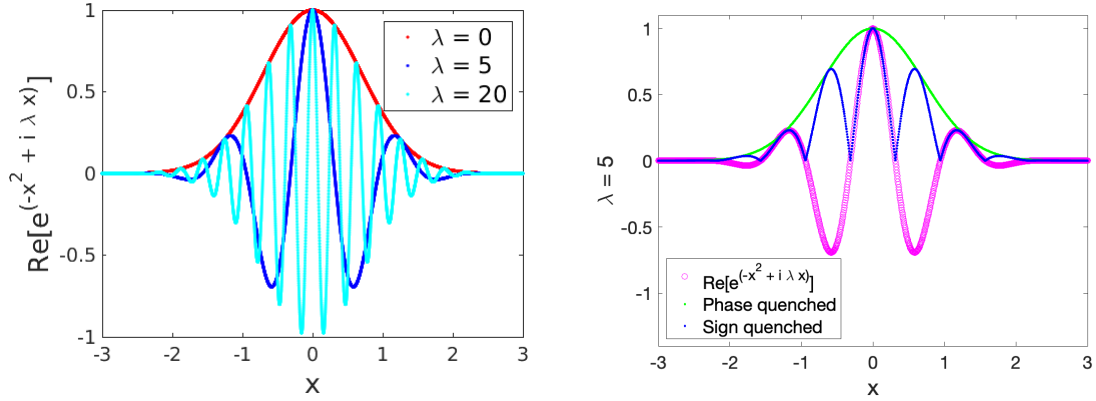 Re[e^(-x^2 + i λ x)]
1
0.5
0
-0.5
-1
-3
-2
-1
0
1
2
3
x
λ = 0
λ = 5
λ = 20
λ = 5
1
0.5
0
-0.5
-1
-3
-2
-1
0
1
2
3
x
Re[e^(-x^2 + i λ x)]
Phase quenched
Sign quenched